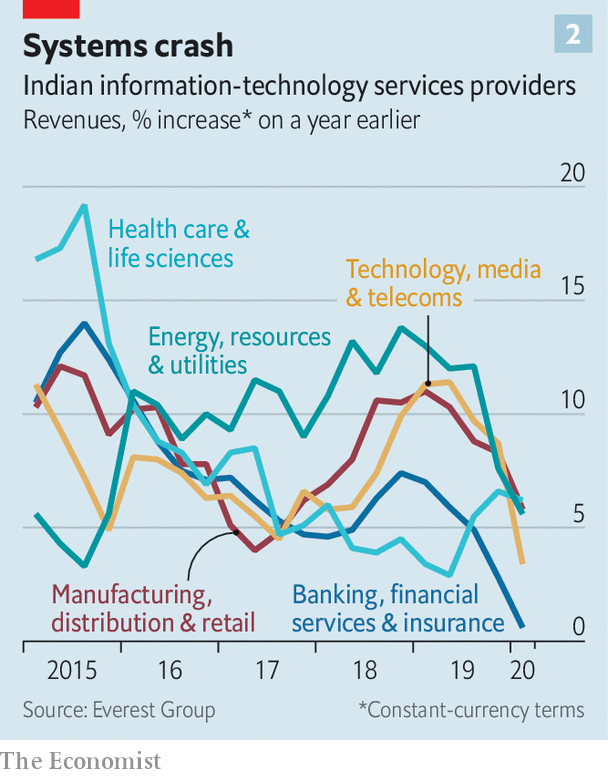 2
Systems crash
Indian information-technology services providers
Revenues, % increase* on a year earlier
20
Health care &
life sciences
Technology, media
& telecoms
15
Energy, resources
& utilities
10
5
Manufacturing,
distribution & retail
Banking, financial
services & insurance
0
2015 16 17 18 19 20
Source: Everest Group
*Constant-currency terms
The Economist